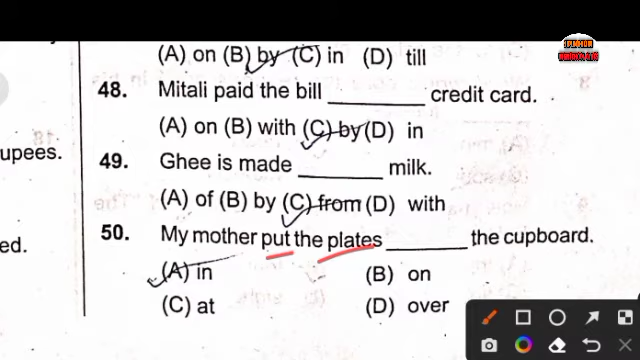 (A) on (B) by (C) in (D) till
48. Mitali paid the bill ________ credit card.
(A) on (B) with (C) by (D) in
upees.
49. Ghee is made ________ milk.
(A) of (B) by (C) from (D) with
ed.
50. My mother put the plates ________ the cupboard.
(A) in (B) on
(C) at (D) over